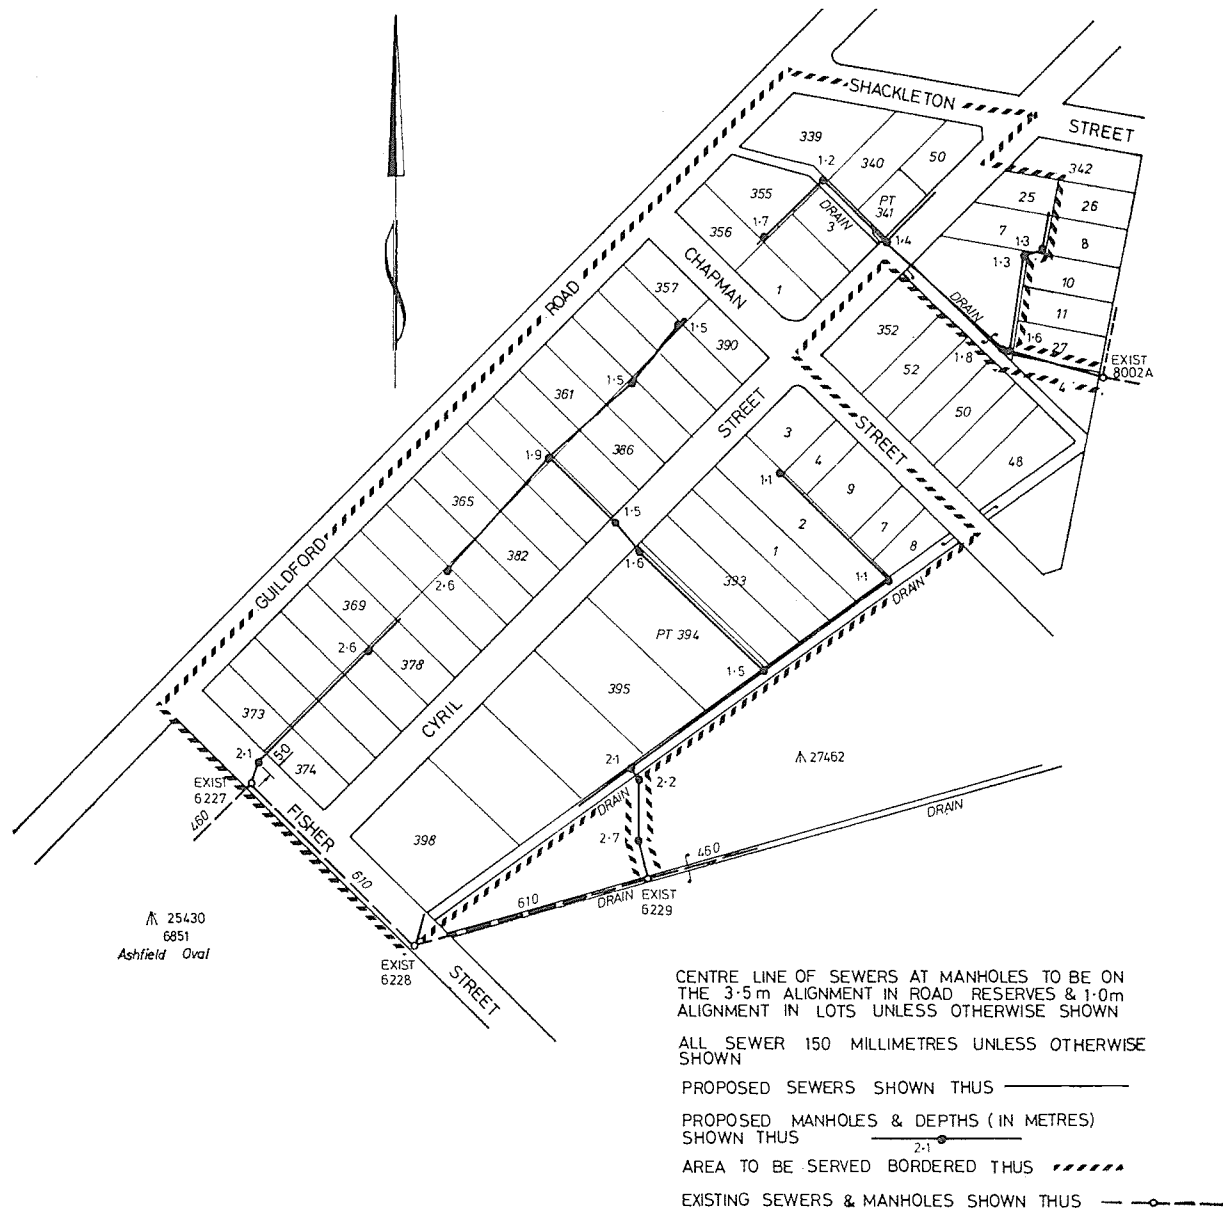 SHACKLETON
STREET
339
340
50
342
1·2
355
PT
341
25
26
DRAIN
3
356
1·7
1·4
7
1·3
8
1·3
CHAPMAN
10
ROAD
357
1
DRAIN
11
1·5
352
1·6
27
390
1·8
EXIST
8002A
1·5
361
52
4
STREET
50
386
3
STREET
1·9
4
48
1·1
9
365
2
1·5
7
382
1
8
GUILDFORD
1·6
2·6
393
1·1
DRAIN
369
PT 394
2·6
378
1·5
395
373
CYRIL
2·1
5·0
374
2·1
27462
EXIST
6227
2·2
DRAIN
460
FISHER
398
2·7
DRAIN
460
610
610
DRAIN
EXIST
6229
25430
6851
Ashfield Oval
EXIST
6228
STREET
CENTRE LINE OF SEWERS AT MANHOLES TO BE ON
THE 3·5m ALIGNMENT IN ROAD RESERVES & 1·0m
ALIGNMENT IN LOTS UNLESS OTHERWISE SHOWN
ALL SEWER 150 MILLIMETRES UNLESS OTHERWISE
SHOWN
PROPOSED SEWERS SHOWN THUS
PROPOSED MANHOLES & DEPTHS (IN METRES)
SHOWN THUS
2·1
AREA TO BE SERVED BORDERED THUS
EXISTING SEWERS & MANHOLES SHOWN THUS